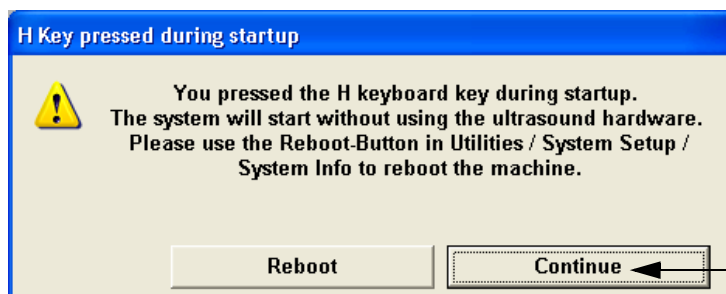 H Key pressed during startup
You pressed the H keyboard key during startup.
The system will start without using the ultrasound hardware.
Please use the Reboot-Button in Utilities / System Setup /
System Info to reboot the machine.
Reboot
Continue